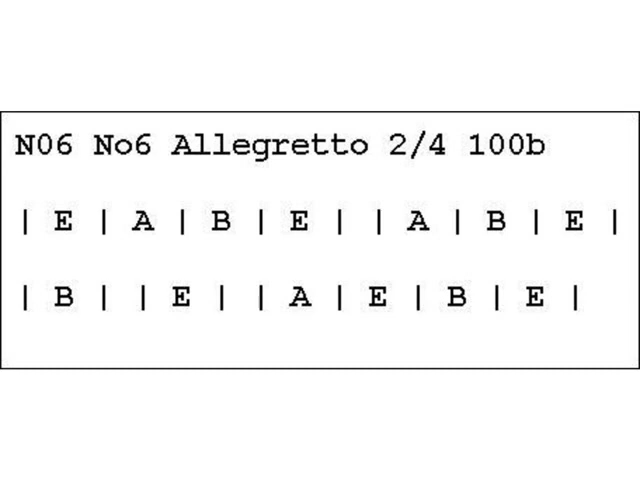 N06 No6 Allegretto 2/4 100b
| E | A | B | E | | A | B | E |
| B | | E | | A | E | B | E |